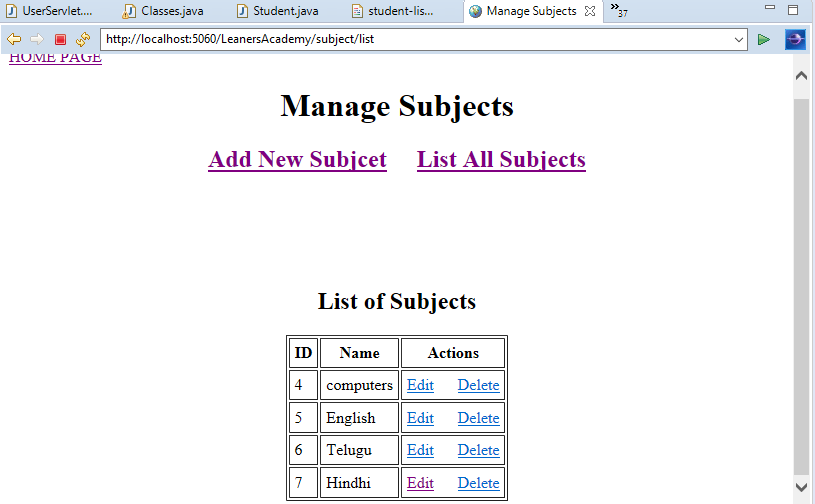 UserServlet.... Classes.java Student.java student-lis... Manage Subjects 37
http://localhost:5060/LeanersAcademy/subject/list
HOME PAGE
Manage Subjects
Add New Subjcet List All Subjects
List of Subjects
ID Name Actions
4 computers Edit Delete
5 English Edit Delete
6 Telugu Edit Delete
7 Hindhi Edit Delete